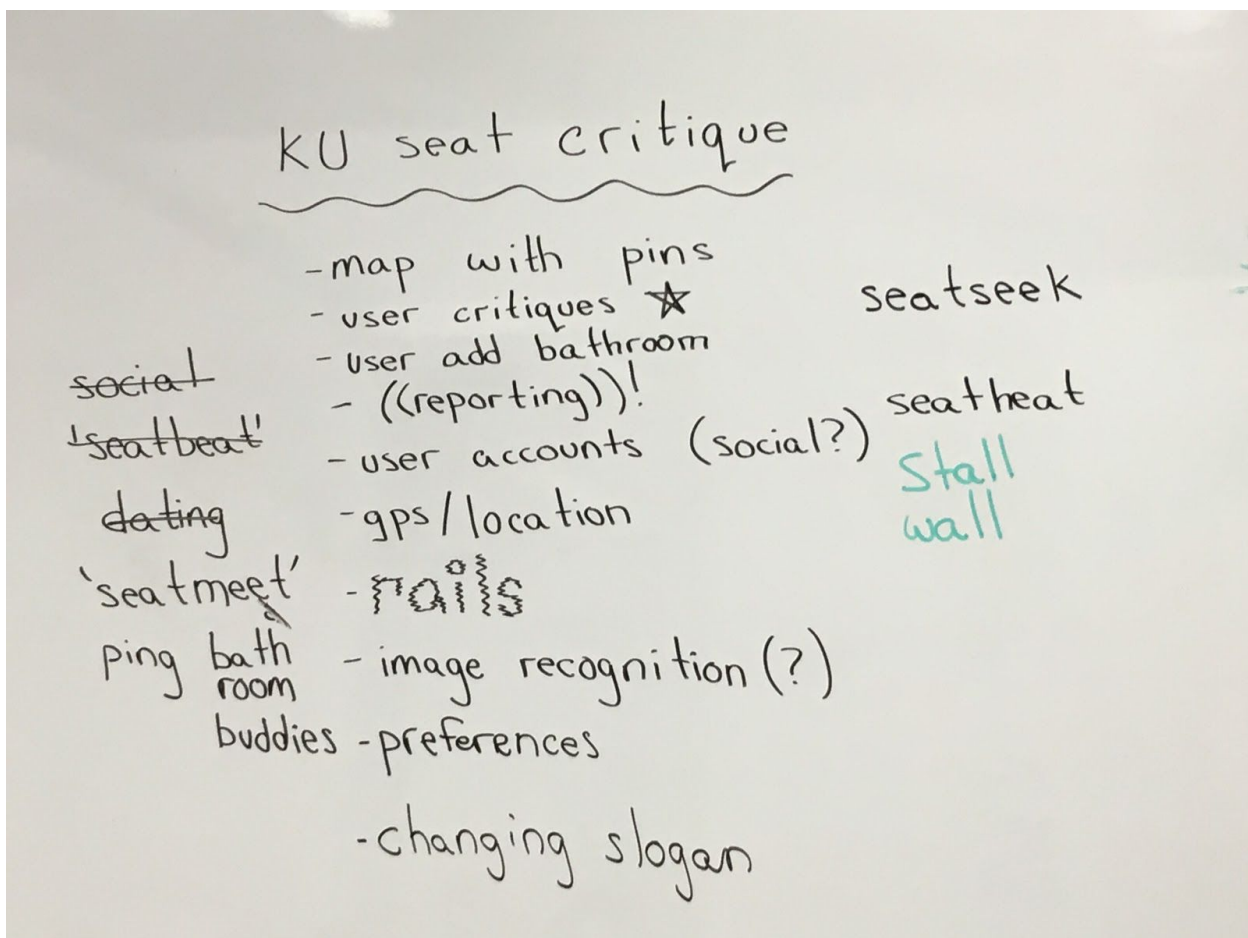 KU seat critique
-map with pins
- user critiques ☆
- user add bathroom
- ((reporting))!
- user accounts (social?)
-gps/location
-rails
- image recognition (?)
-preferences
-changing slogan
social
'seatbeat'
dating
'seatmeet'
ping bath
room
buddies
seatseek
seatheat
Stall
wall